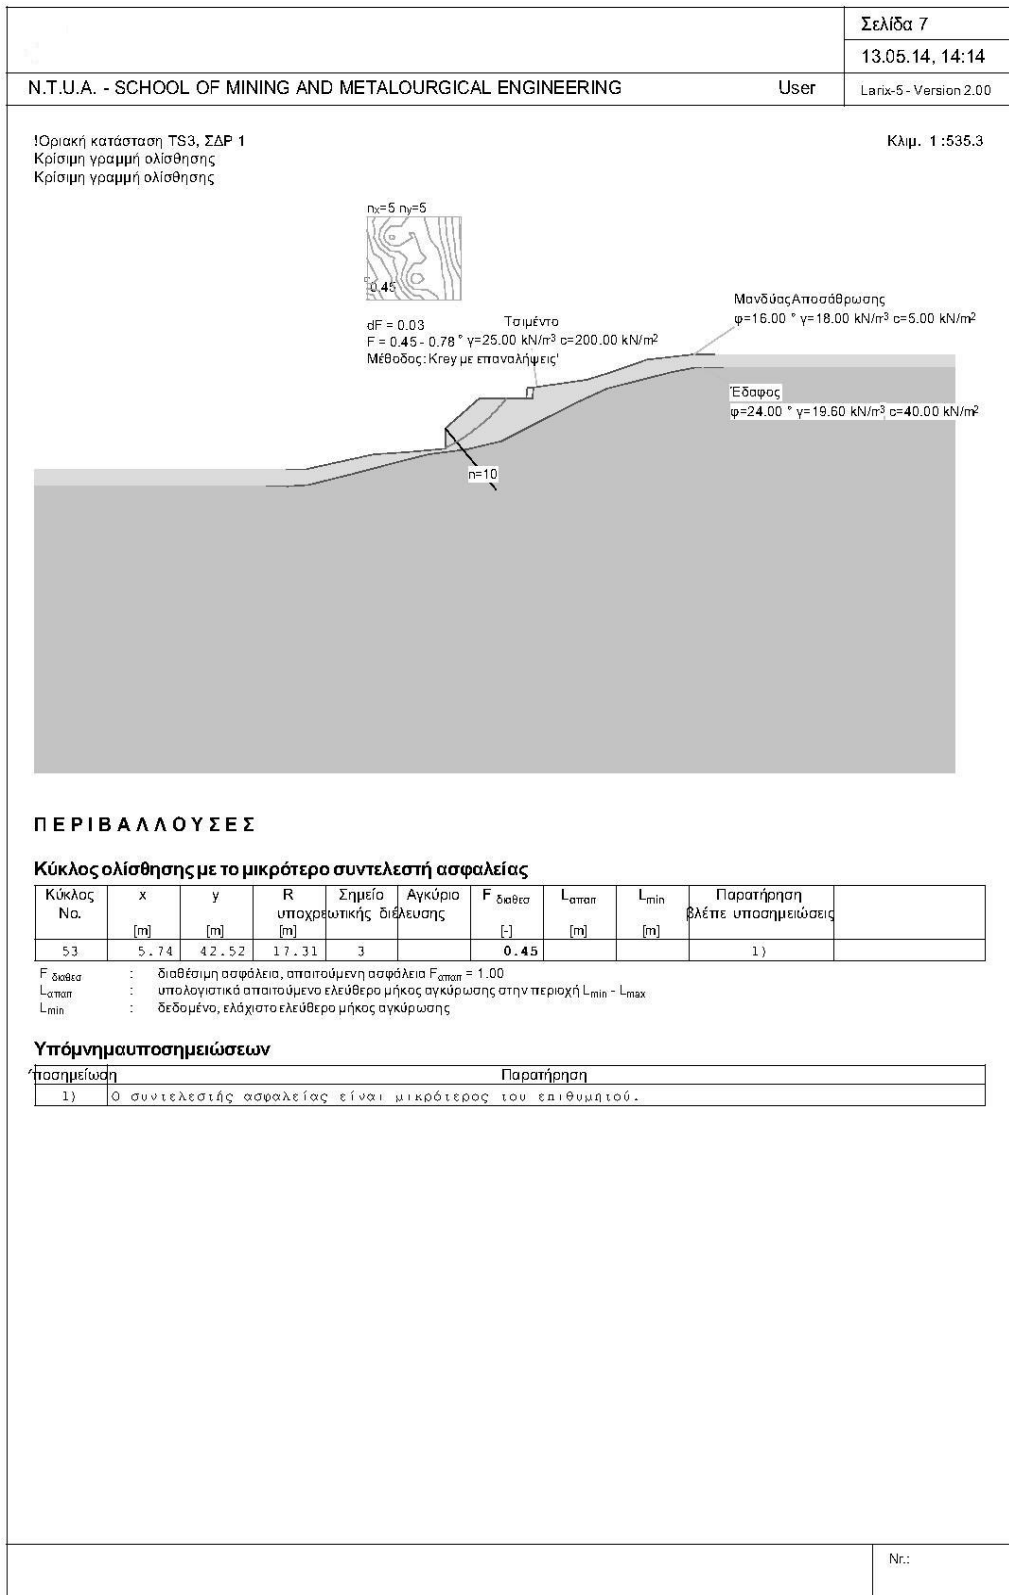 Σελίδα 7
13.05.14, 14:14
N.T.U.A. - SCHOOL OF MINING AND METALOURGICAL ENGINEERING User Larix-5 - Version 2.00
!Οριακή κατάσταση TS3, ΣΔΡ 1 Κλιμ. 1:535.3
Κρίσιμη γραμμή ολίσθησης
Κρίσιμη γραμμή ολίσθησης
nx=5 ny=5
0.45
Μανδύας Αποσάθρωσης
φ=16.00 ° γ=18.00 kN/m³ c=5.00 kN/m²
dF = 0.03 Τσιμέντο
F = 0.45 - 0.78 ° γ=25.00 kN/m³ c=200.00 kN/m²
Μέθοδος: Krey με επαναλήψεις'
Έδαφος
φ=24.00 ° γ=19.60 kN/m³ c=40.00 kN/m²
n=10
ΠΕΡΙΒΑΛΛΟΥΣΕΣ
Κύκλος ολίσθησης με το μικρότερο συντελεστή ασφαλείας
Κύκλος x y R Σημείο Αγκύριο F διαθεσ Lαπαιτ Lmin Παρατήρηση
No. υποχρεωτικής διέλευσης βλέπε υποσημειώσεις
[m] [m] [m] [-] [m] [m]
53 5.74 42.52 17.31 3 0.45 1)
F διαθεσ : διαθέσιμη ασφάλεια, απαιτούμενη ασφάλεια Fαπαιτ = 1.00
Lαπαιτ : υπολογιστικά απαιτούμενο ελεύθερο μήκος αγκύρωσης στην περιοχή Lmin - Lmax
Lmin : δεδομένο, ελάχιστο ελεύθερο μήκος αγκύρωσης
Υπόμνημαυποσημειώσεων
Υποσημείωση Παρατήρηση
1) Ο συντελεστής ασφαλείας είναι μικρότερος του επιθυμητού.
Nr.: